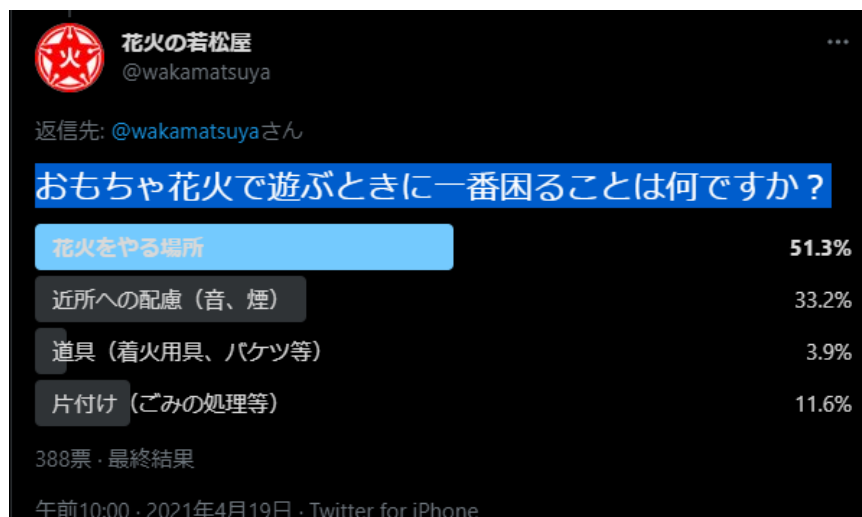 花火の若松屋
@wakamatsuya
返信先: @wakamatsuyaさん
おもちゃ花火で遊ぶときに一番困ることは何ですか？
花火をやる場所 51.3%
近所への配慮（音、煙） 33.2%
道具（着火用具、バケツ等） 3.9%
片付け（ごみの処理等） 11.6%
388票 · 最終結果
午前10:00 · 2021年4月19日 · Twitter for iPhone
火